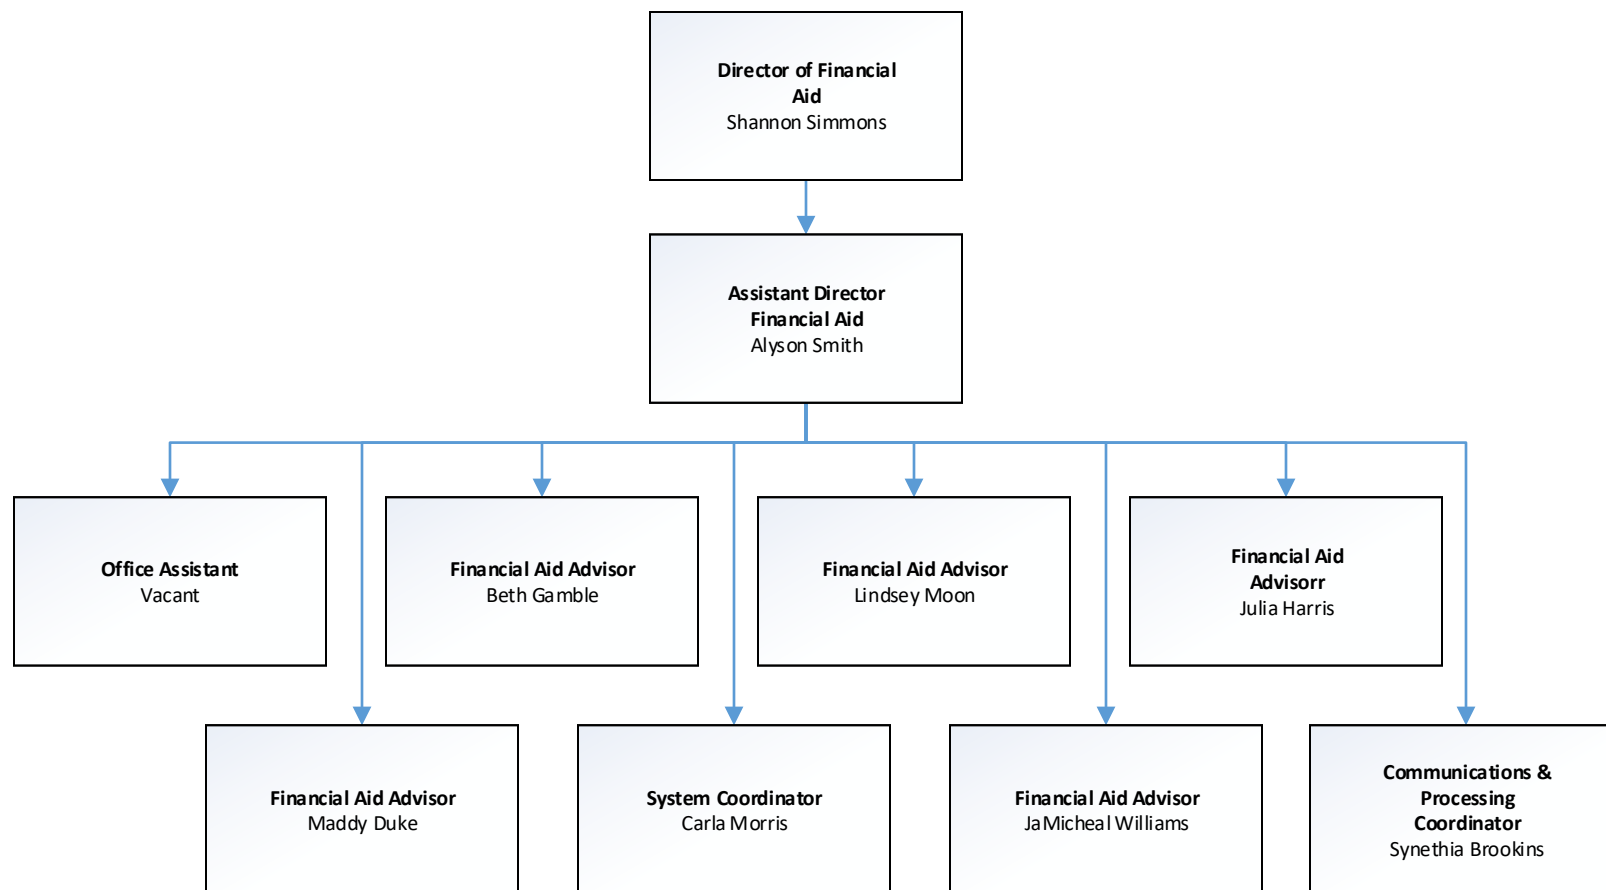 Director of Financial
Aid
Shannon Simmons
Assistant Director
Financial Aid
Alyson Smith
Office Assistant
Vacant
Financial Aid Advisor
Beth Gamble
Financial Aid Advisor
Lindsey Moon
Financial Aid
Advisorr
Julia Harris
Financial Aid Advisor
Maddy Duke
System Coordinator
Carla Morris
Financial Aid Advisor
JaMicheal Williams
Communications &
Processing
Coordinator
Synethia Brookins